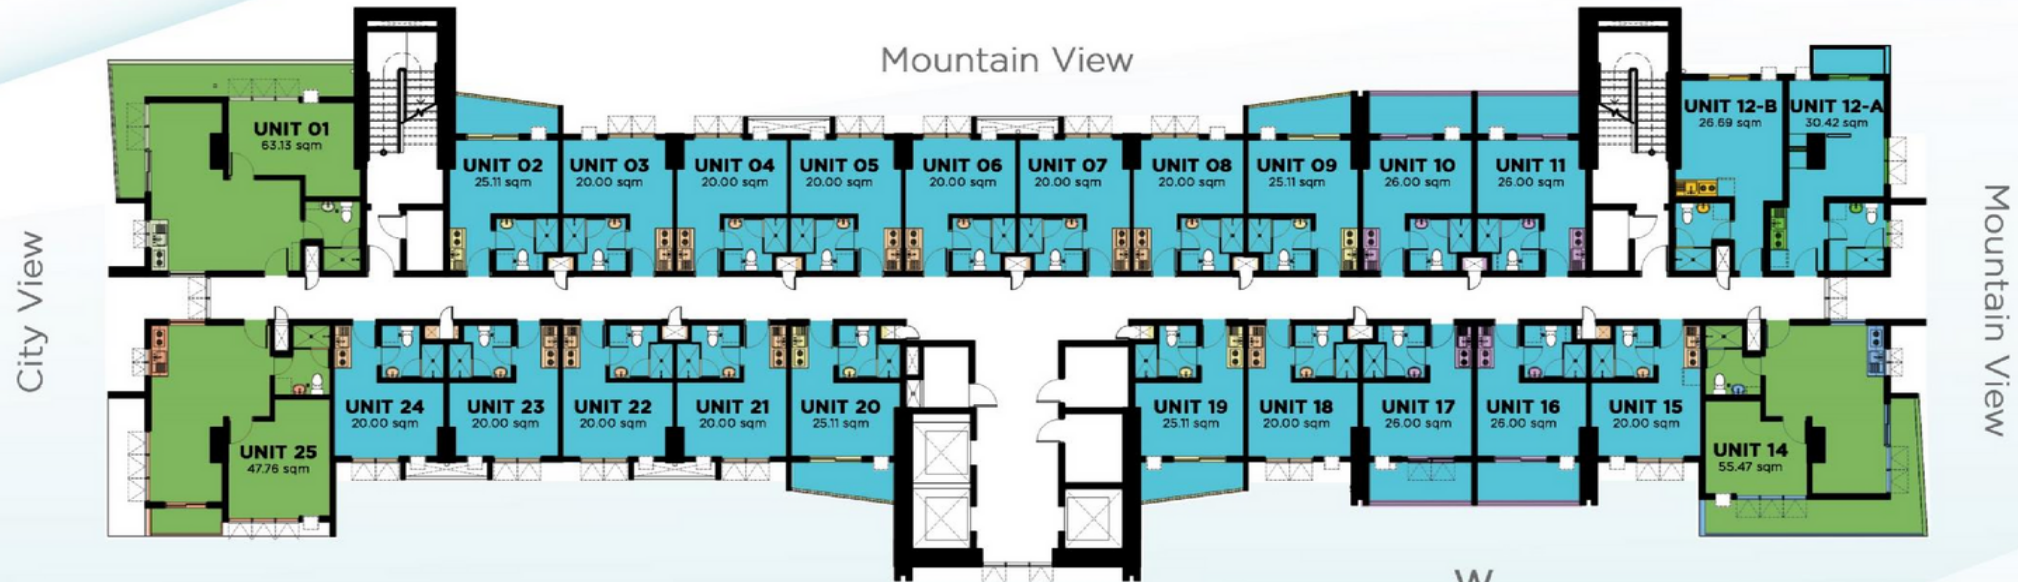 Mountain View
City View
Mountain View
UNIT 01
63.13 sqm
UNIT 02
25.11 sqm
UNIT 03
20.00 sqm
UNIT 04
20.00 sqm
UNIT 05
20.00 sqm
UNIT 06
20.00 sqm
UNIT 07
20.00 sqm
UNIT 08
20.00 sqm
UNIT 09
25.11 sqm
UNIT 10
26.00 sqm
UNIT 11
26.00 sqm
UNIT 12-B
26.69 sqm
UNIT 12-A
30.42 sqm
UNIT 25
47.76 sqm
UNIT 24
20.00 sqm
UNIT 23
20.00 sqm
UNIT 22
20.00 sqm
UNIT 21
20.00 sqm
UNIT 20
25.11 sqm
UNIT 19
25.11 sqm
UNIT 18
20.00 sqm
UNIT 17
26.00 sqm
UNIT 16
26.00 sqm
UNIT 15
20.00 sqm
UNIT 14
55.47 sqm
W